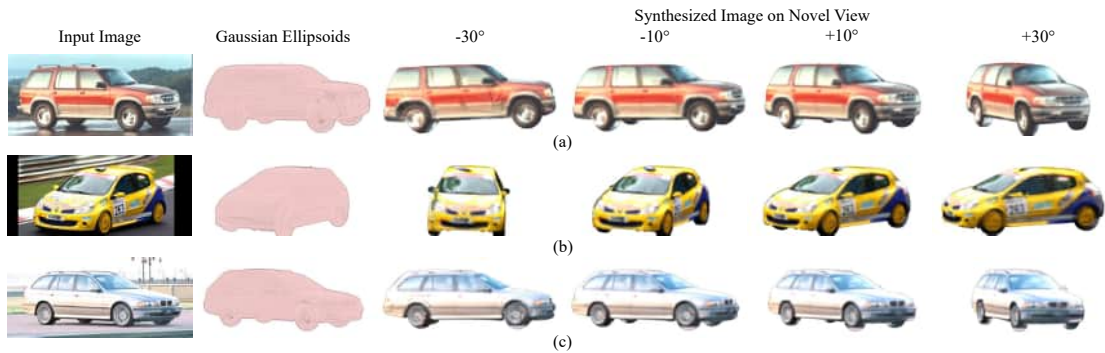 Synthesized Image on Novel View
Input Image Gaussian Ellipsoids -30° -10° +10° +30°
(a)
(b)
(c)